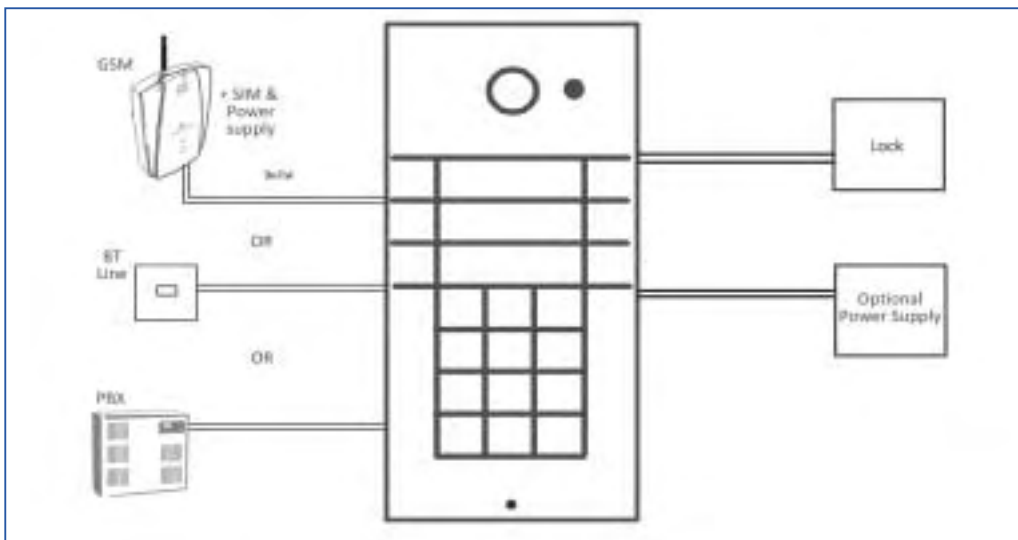 GSM
+ SIM &
Power
supply
OR
BT
Line
OR
PBX
Lock
Optional
Power Supply